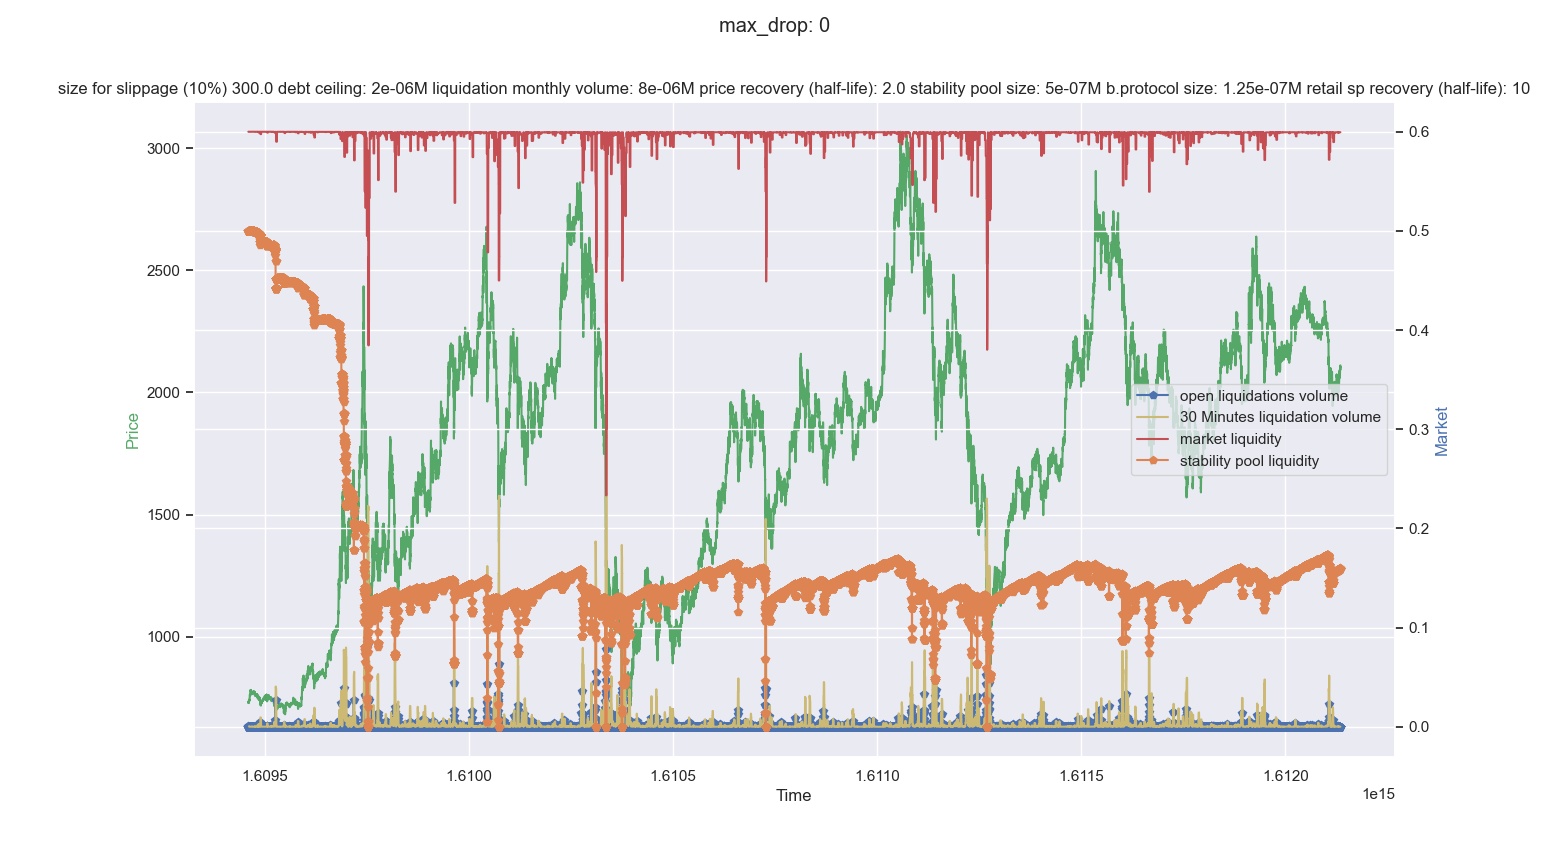 max_drop: 0
size for slippage (10%) 300.0 debt ceiling: 2e-06M liquidation monthly volume: 8e-06M price recovery (half-life): 2.0 stability pool size: 5e-07M b.protocol size: 1.25e-07M retail sp recovery (half-life): 10
3000
2500
2000
1500
1000
Price
0.6
0.5
0.4
0.3
0.2
0.1
0.0
Market
open liquidations volume
30 Minutes liquidation volume
market liquidity
stability pool liquidity
1.6095 1.6100 1.6105 1.6110 1.6115 1.6120
Time
1e15